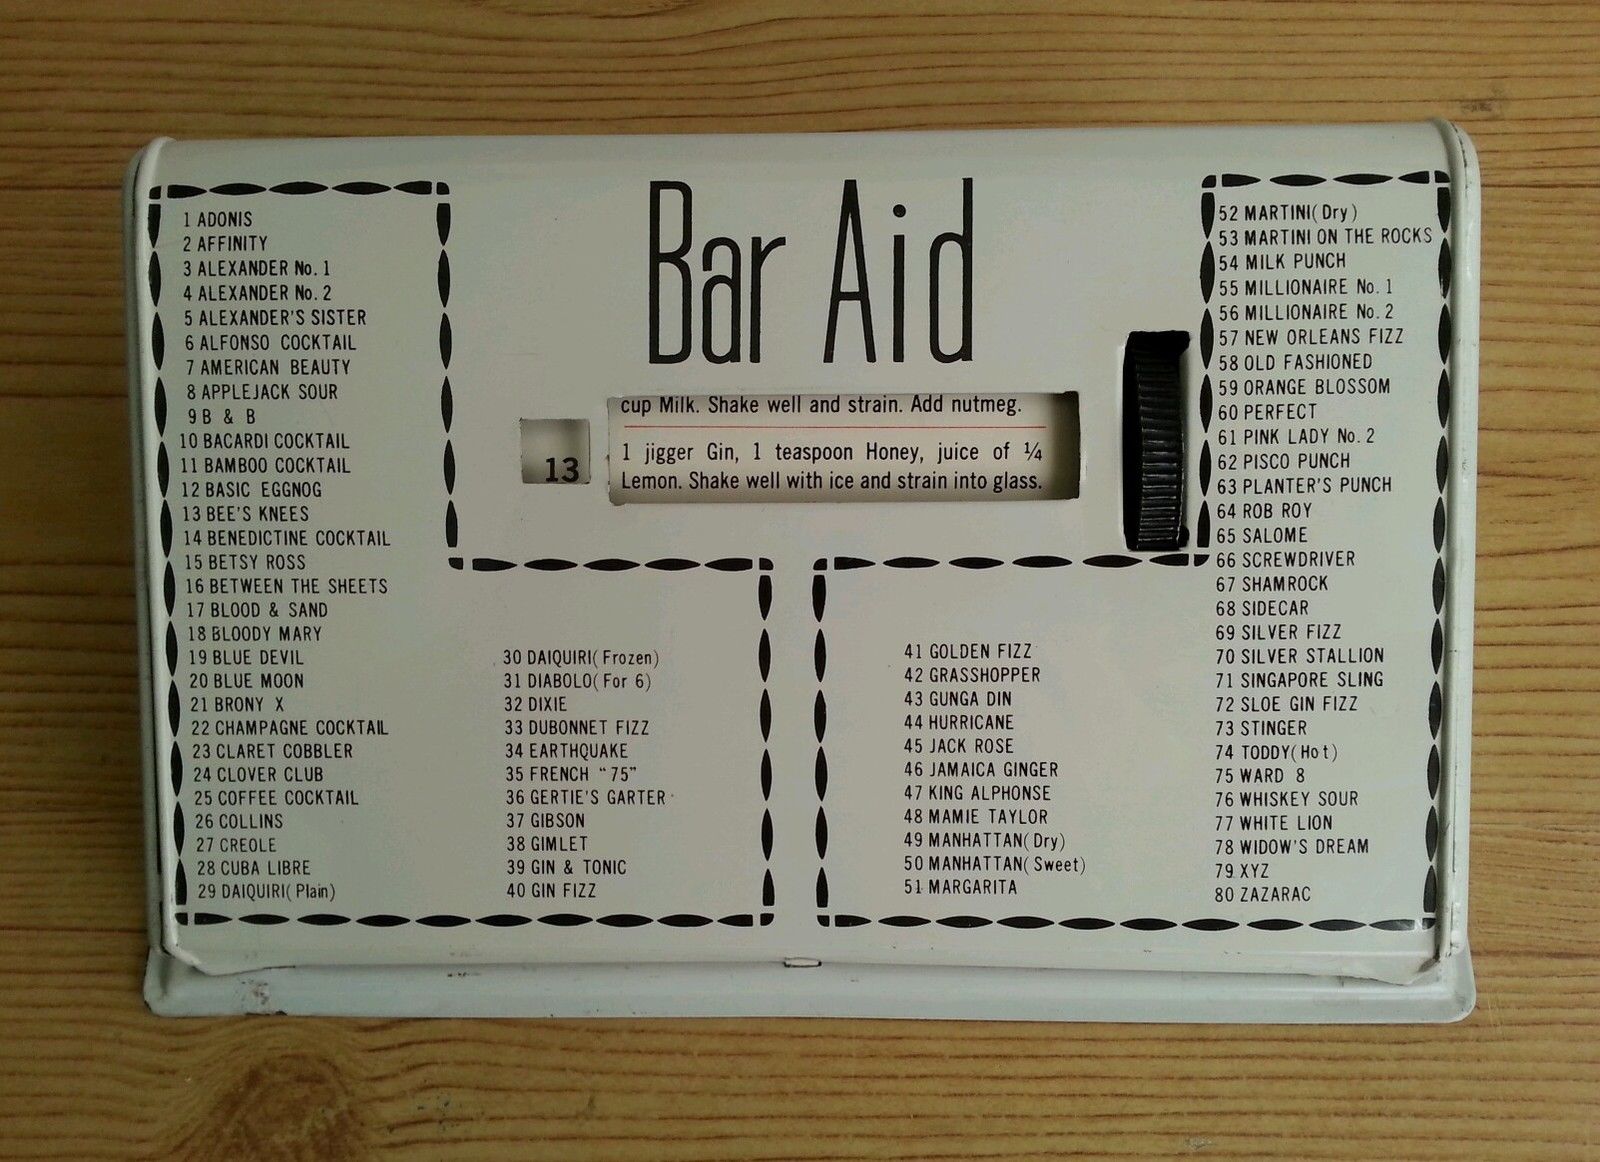 Bar Aid
cup Milk. Shake well and strain. Add nutmeg.
13
1 jigger Gin, 1 teaspoon Honey, juice of ¼
Lemon. Shake well with ice and strain into glass.
1 ADONIS
2 AFFINITY
3 ALEXANDER No. 1
4 ALEXANDER No. 2
5 ALEXANDER'S SISTER
6 ALFONSO COCKTAIL
7 AMERICAN BEAUTY
8 APPLEJACK SOUR
9 B & B
10 BACARDI COCKTAIL
11 BAMBOO COCKTAIL
12 BASIC EGGNOG
13 BEE'S KNEES
14 BENEDICTINE COCKTAIL
15 BETSY ROSS
16 BETWEEN THE SHEETS
17 BLOOD & SAND
18 BLOODY MARY
19 BLUE DEVIL
20 BLUE MOON
21 BRONY X
22 CHAMPAGNE COCKTAIL
23 CLARET COBBLER
24 CLOVER CLUB
25 COFFEE COCKTAIL
26 COLLINS
27 CREOLE
28 CUBA LIBRE
29 DAIQUIRI (Plain)
30 DAIQUIRI (Frozen)
31 DIABOLO (For 6)
32 DIXIE
33 DUBONNET FIZZ
34 EARTHQUAKE
35 FRENCH "75"
36 GERTIE'S GARTER
37 GIBSON
38 GIMLET
39 GIN & TONIC
40 GIN FIZZ
41 GOLDEN FIZZ
42 GRASSHOPPER
43 GUNGA DIN
44 HURRICANE
45 JACK ROSE
46 JAMAICA GINGER
47 KING ALPHONSE
48 MAMIE TAYLOR
49 MANHATTAN (Dry)
50 MANHATTAN (Sweet)
51 MARGARITA
52 MARTINI (Dry)
53 MARTINI ON THE ROCKS
54 MILK PUNCH
55 MILLIONAIRE No. 1
56 MILLIONAIRE No. 2
57 NEW ORLEANS FIZZ
58 OLD FASHIONED
59 ORANGE BLOSSOM
60 PERFECT
61 PINK LADY No. 2
62 PISCO PUNCH
63 PLANTER'S PUNCH
64 ROB ROY
65 SALOME
66 SCREWDRIVER
67 SHAMROCK
68 SIDECAR
69 SILVER FIZZ
70 SILVER STALLION
71 SINGAPORE SLING
72 SLOE GIN FIZZ
73 STINGER
74 TODDY (Hot)
75 WARD 8
76 WHISKEY SOUR
77 WHITE LION
78 WIDOW'S DREAM
79 XYZ
80 ZAZARAC